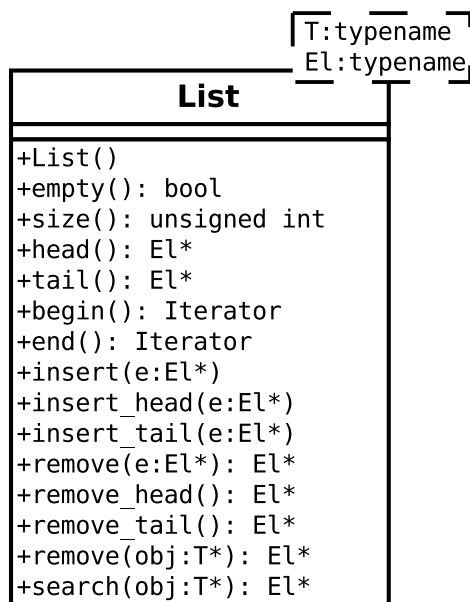 T:typename
El:typename
List
+List()
+empty(): bool
+size(): unsigned int
+head(): El*
+tail(): El*
+begin(): Iterator
+end(): Iterator
+insert(e:El*)
+insert_head(e:El*)
+insert_tail(e:El*)
+remove(e:El*): El*
+remove_head(): El*
+remove_tail(): El*
+remove(obj:T*): El*
+search(obj:T*): El*